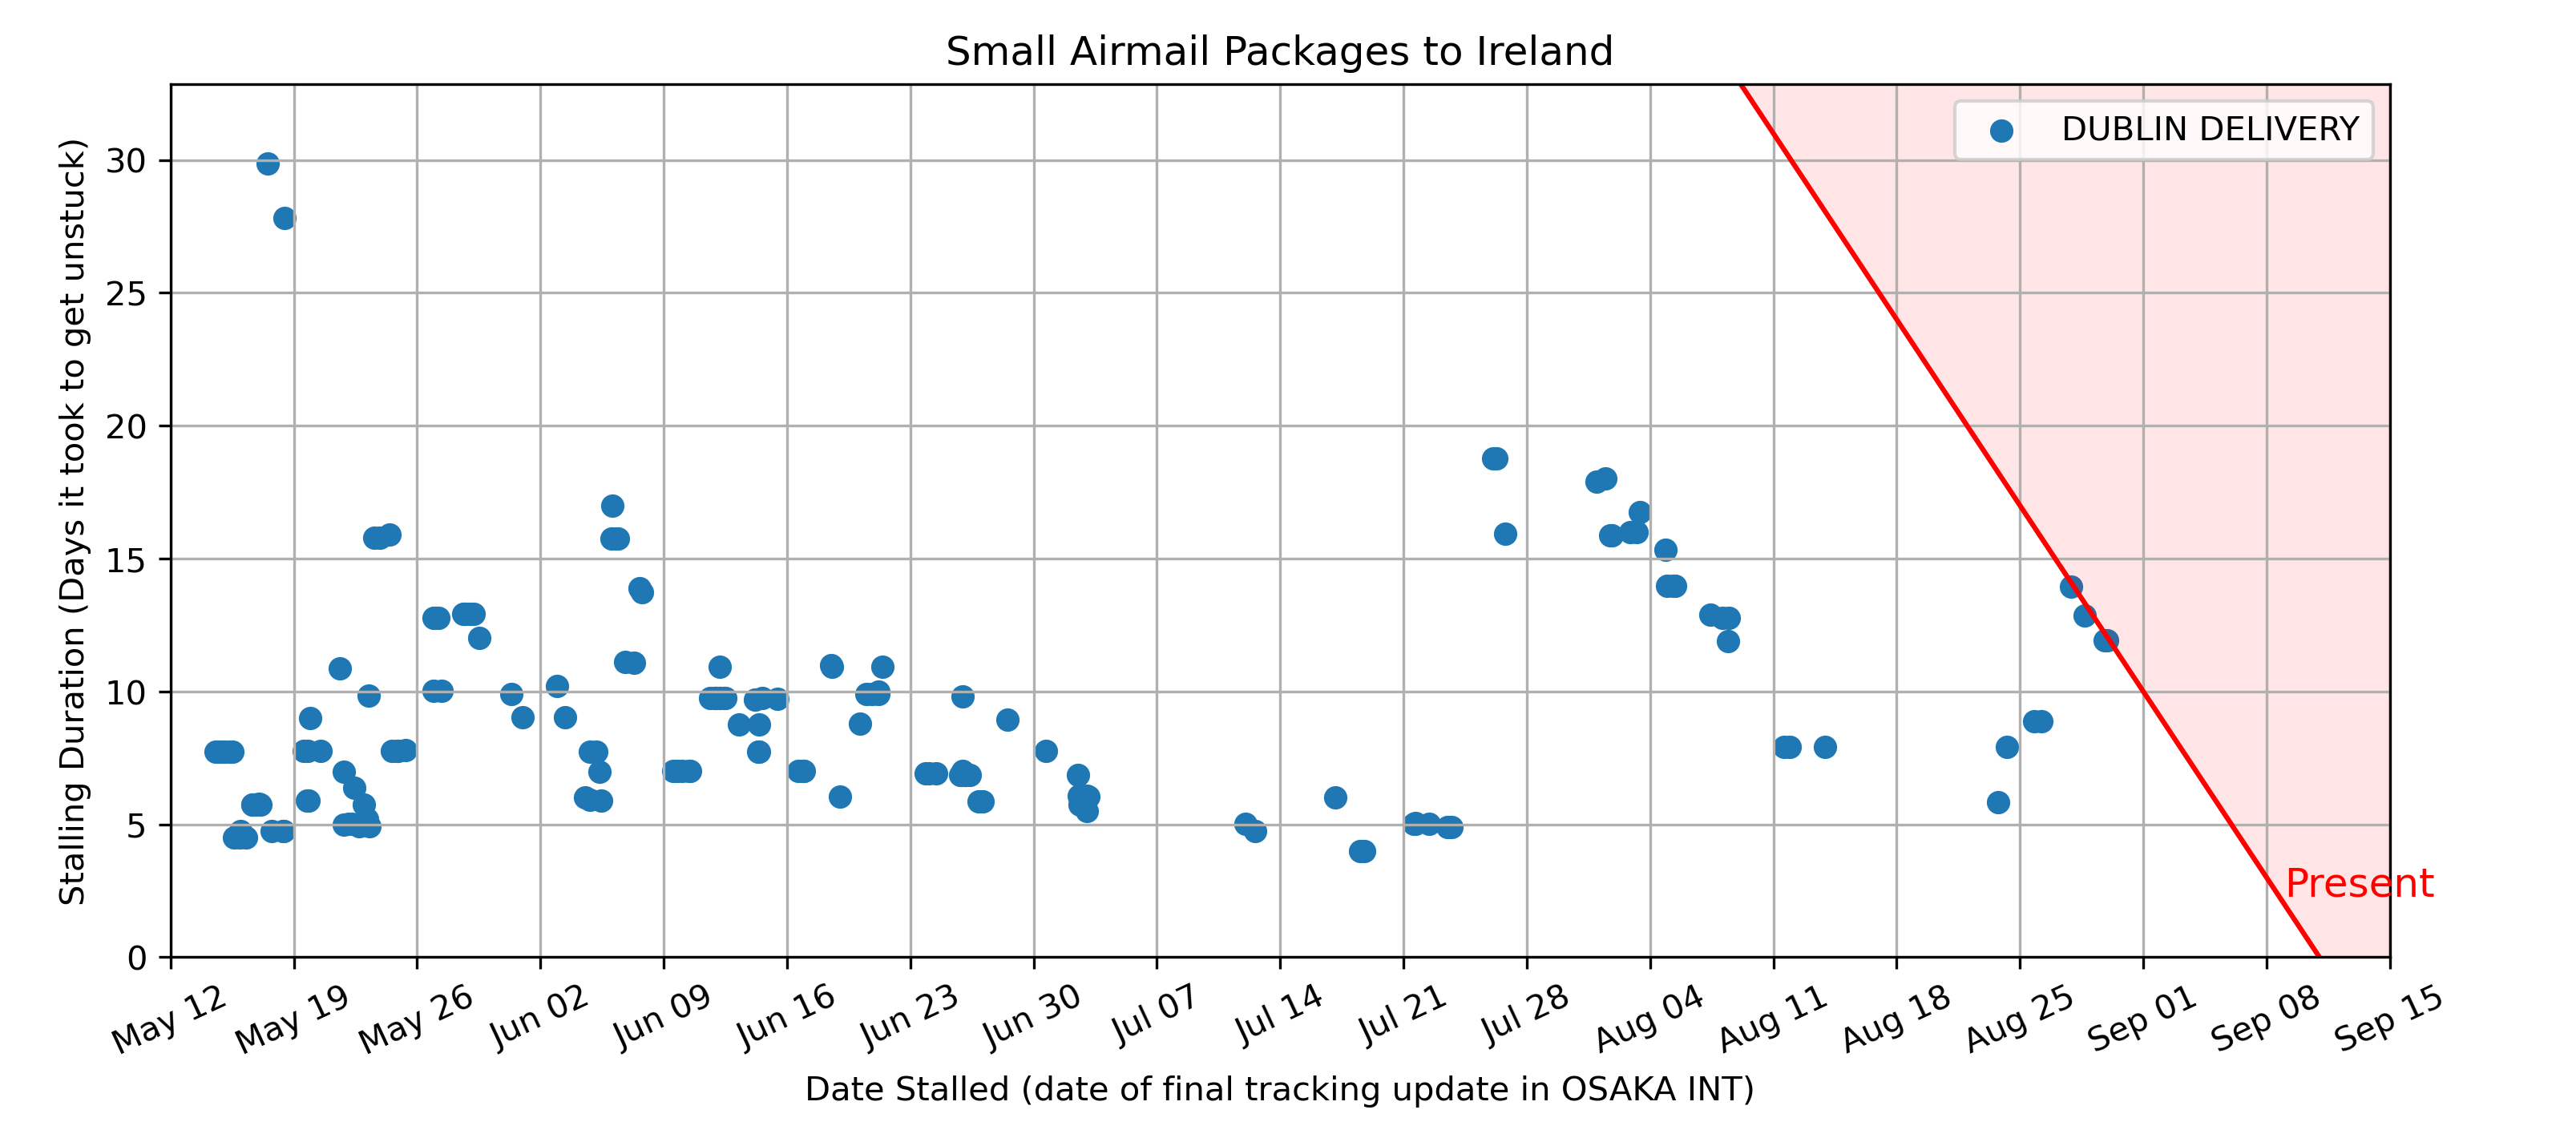 Small Airmail Packages to Ireland
DUBLIN DELIVERY
Stalling Duration (Days it took to get unstuck)
30
25
20
15
10
5
0
Present
May 12
May 19
May 26
Jun 02
Jun 09
Jun 16
Jun 23
Jun 30
Jul 07
Jul 14
Jul 21
Jul 28
Aug 04
Aug 11
Aug 18
Aug 25
Sep 01
Sep 08
Sep 15
Date Stalled (date of final tracking update in OSAKA INT)